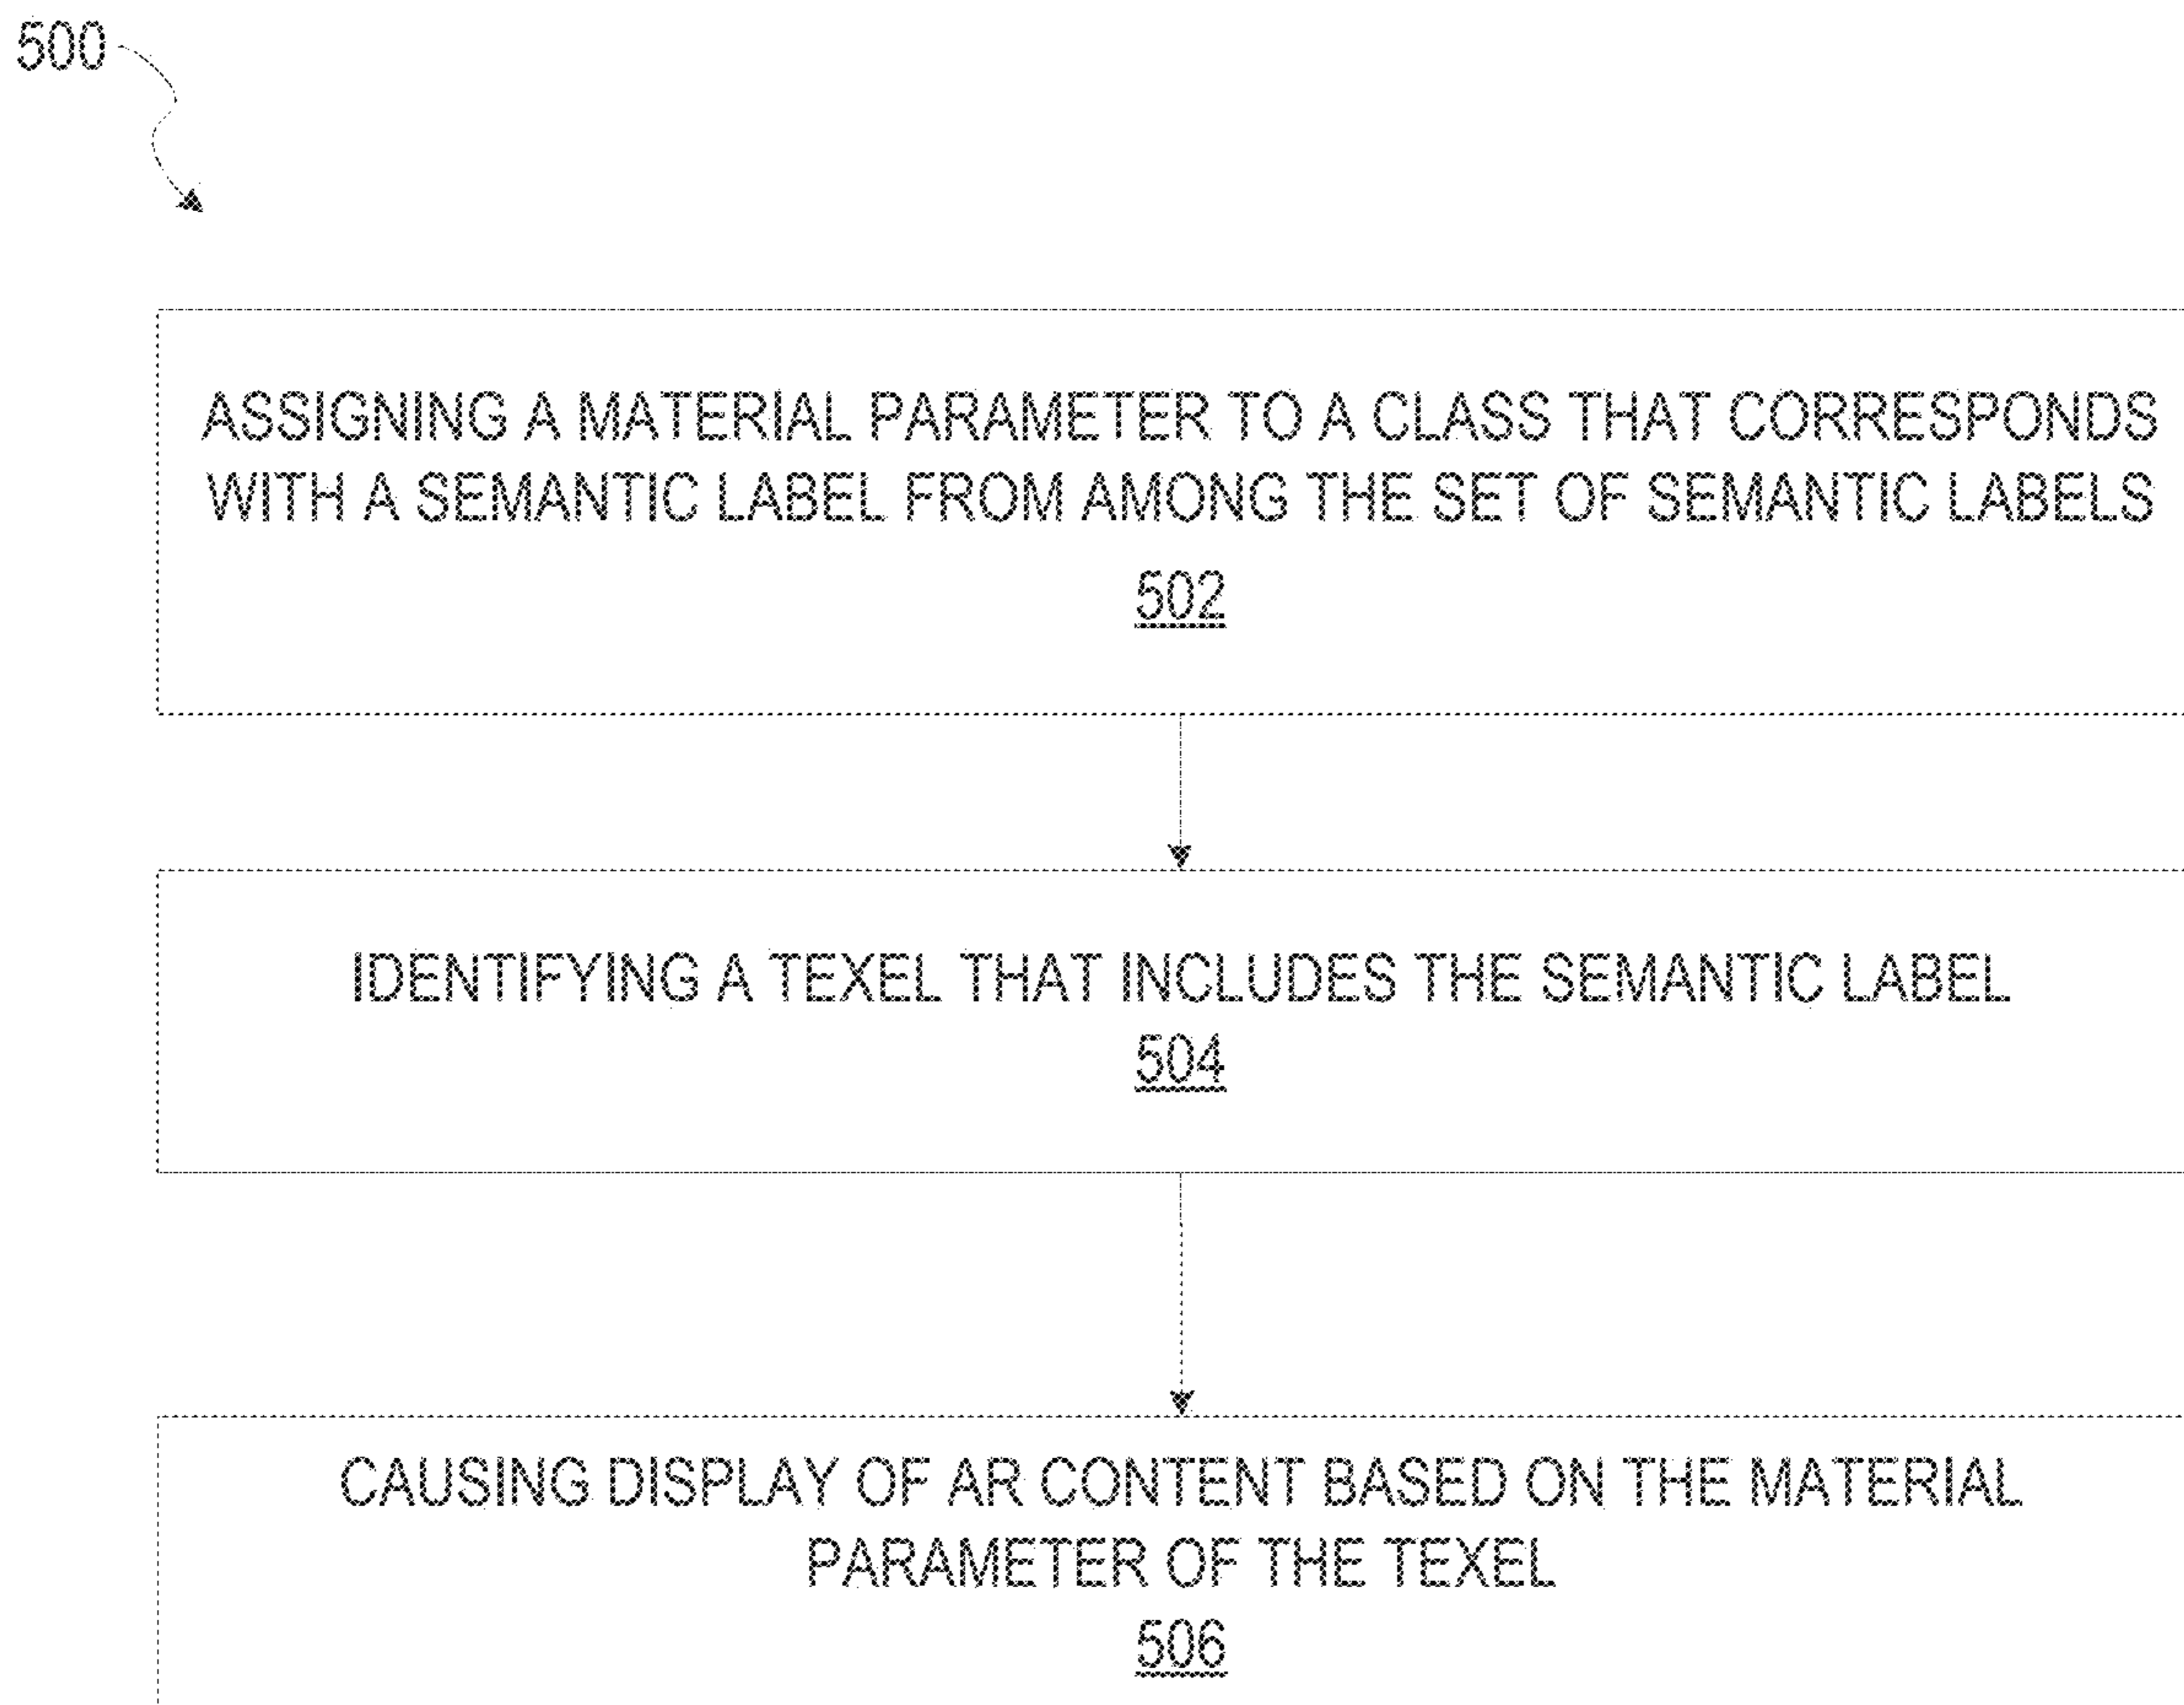 500
ASSIGNING A MATERIAL PARAMETER TO A CLASS THAT CORRESPONDS
WITH A SEMANTIC LABEL FROM AMONG THE SET OF SEMANTIC LABELS
502
IDENTIFYING A TEXEL THAT INCLUDES THE SEMANTIC LABEL
504
CAUSING DISPLAY OF AR CONTENT BASED ON THE MATERIAL
PARAMETER OF THE TEXEL
506